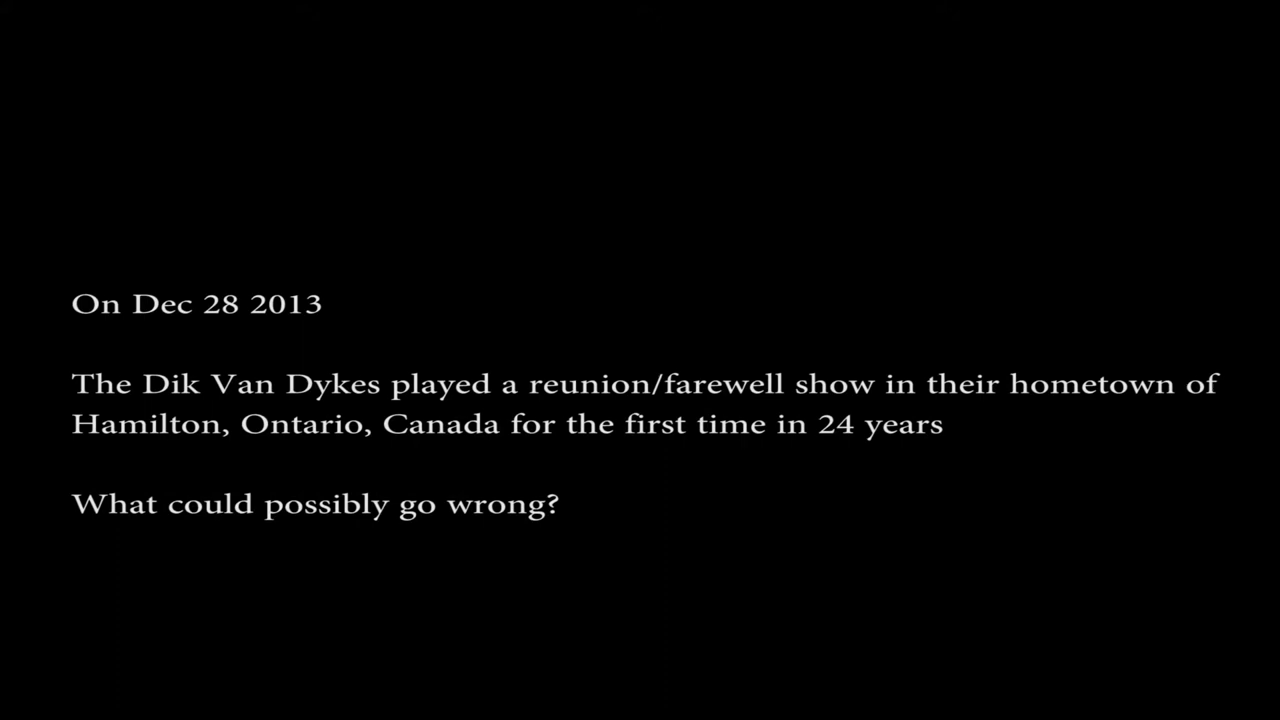 On Dec 28 2013
The Dik Van Dykes played a reunion/farewell show in their hometown of
Hamilton, Ontario, Canada for the first time in 24 years
What could possibly go wrong?